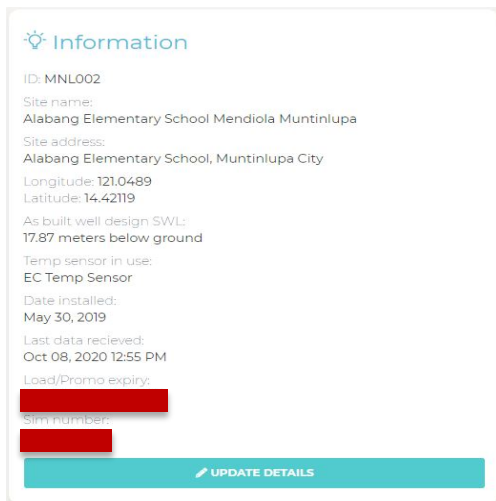 Information
ID: MNL002
Site name:
Alabang Elementary School Mendiola Muntinlupa
Site address:
Alabang Elementary School, Muntinlupa City
Longitude: 121.0489
Latitude: 14.42119
As built well design SWL:
17.87 meters below ground
Temp sensor in use:
EC Temp Sensor
Date installed:
May 30, 2019
Last data recieved:
Oct 08, 2020 12:55 PM
Load/Promo expiry:
Sim number:
UPDATE DETAILS